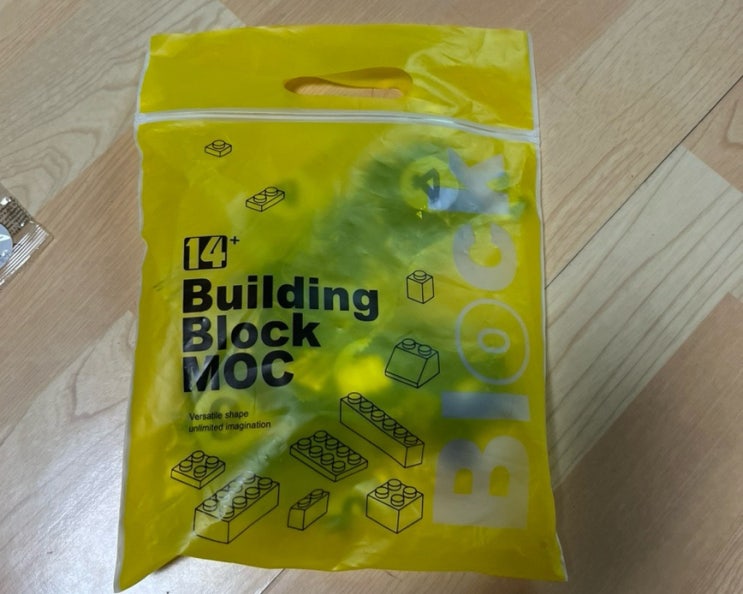 14+
Building
Block
MOC
Versatile shape
unlimited imagination
BlOCK